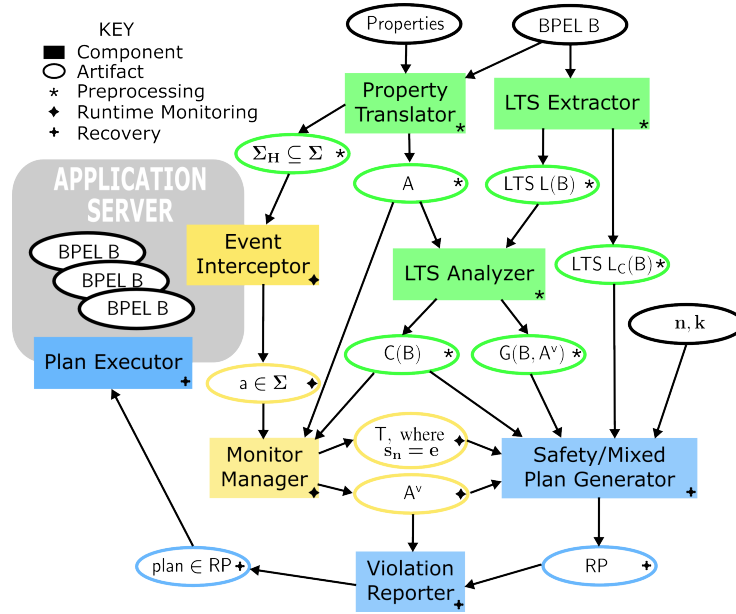 KEY
Component
Artifact
* Preprocessing
✦ Runtime Monitoring
+ Recovery
Properties
BPEL B
Property
Translator *
LTS Extractor *
Σ_H ⊆ Σ *
A *
LTS L(B) *
APPLICATION
SERVER
BPEL B
BPEL B
BPEL B
Event
Interceptor ✦
LTS Analyzer *
LTS L_C(B) *
n, k
Plan Executor +
a ∈ Σ ✦
C(B) *
G(B, A^v) *
Monitor
Manager ✦
T, where
s_n = e ✦
A^v ✦
Safety/Mixed
Plan Generator +
plan ∈ RP +
Violation
Reporter +
RP +